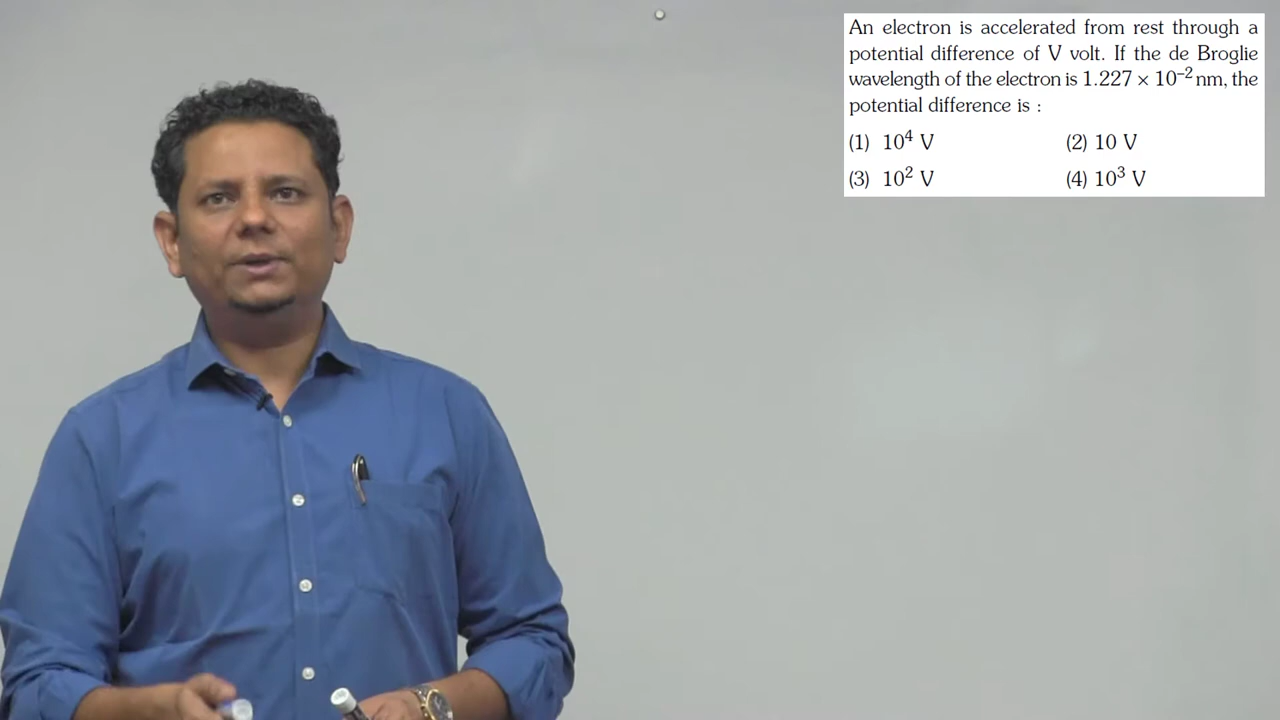 An electron is accelerated from rest through a
potential difference of V volt. If the de Broglie
wavelength of the electron is 1.227 × 10⁻² nm, the
potential difference is :
(1) 10⁴ V (2) 10 V
(3) 10² V (4) 10³ V